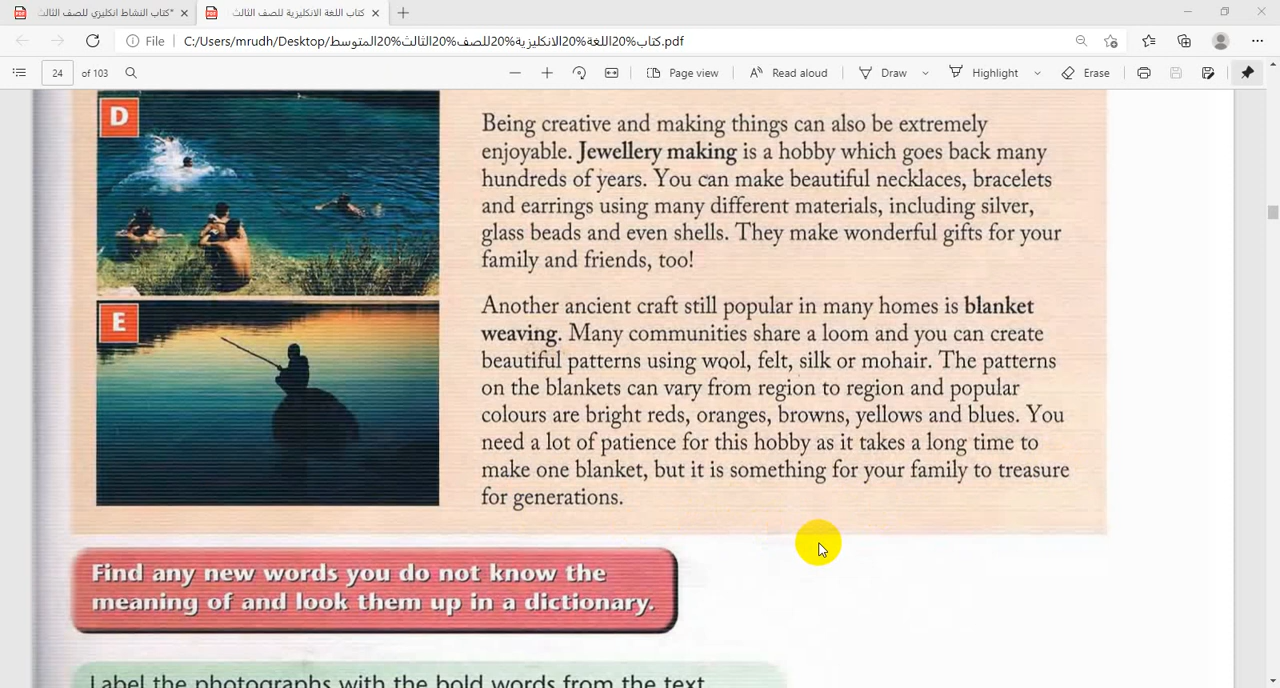 *كتاب النشاط انكليزي للصف الثالث
كتاب اللغة الانكليزية للصف الثالث
File
C:/Users/mrudh/Desktop/كتاب%20اللغة%20الانكليزية%20للصف%20الثالث%20المتوسط.pdf
24 of 103
Page view
Read aloud
Draw
Highlight
Erase
D
Being creative and making things can also be extremely
enjoyable. Jewellery making is a hobby which goes back many
hundreds of years. You can make beautiful necklaces, bracelets
and earrings using many different materials, including silver,
glass beads and even shells. They make wonderful gifts for your
family and friends, too!
E
Another ancient craft still popular in many homes is blanket
weaving. Many communities share a loom and you can create
beautiful patterns using wool, felt, silk or mohair. The patterns
on the blankets can vary from region to region and popular
colours are bright reds, oranges, browns, yellows and blues. You
need a lot of patience for this hobby as it takes a long time to
make one blanket, but it is something for your family to treasure
for generations.
Find any new words you do not know the
meaning of and look them up in a dictionary.
Label the photographs with the bold words from the text